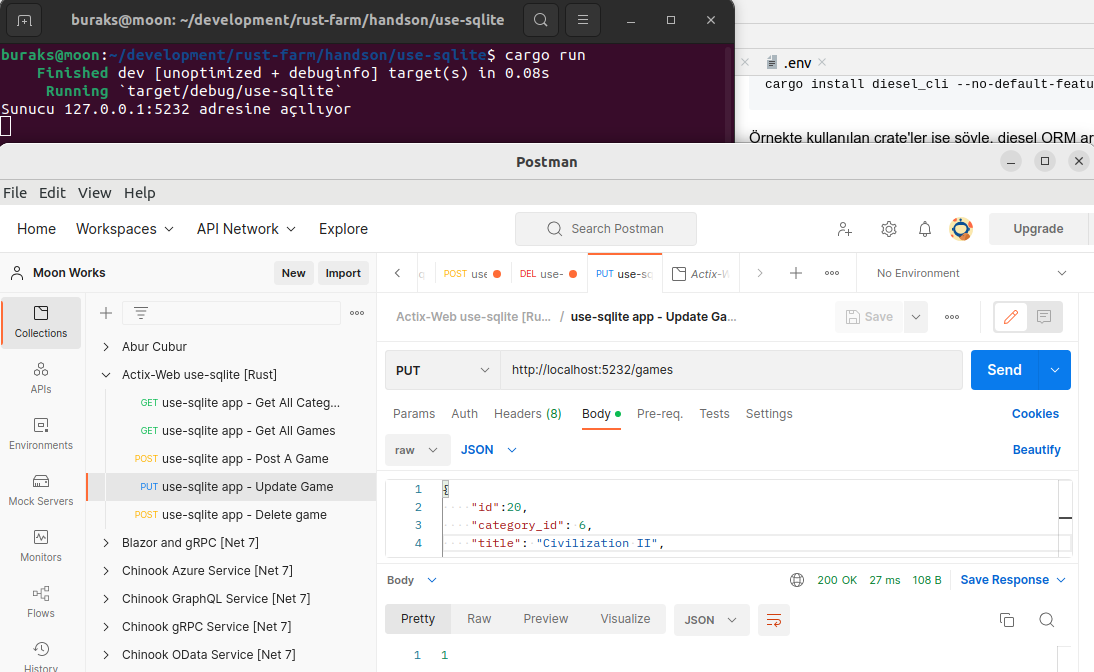 buraks@moon: ~/development/rust-farm/handson/use-sqlite
buraks@moon:~/development/rust-farm/handson/use-sqlite$ cargo run
Finished dev [unoptimized + debuginfo] target(s) in 0.08s
Running `target/debug/use-sqlite`
Sunucu 127.0.0.1:5232 adresine açılıyor
.env
cargo install diesel_cli --no-default-featu
Örnekte kullanılan crate'ler ise şöyle. diesel ORM ar
Postman
File Edit View Help
Home Workspaces API Network Explore
Search Postman
Upgrade
Moon Works
New Import
POST use
DEL use-
PUT use-sq
Actix-W
No Environment
Collections
APIs
Environments
Mock Servers
Monitors
Flows
History
Abur Cubur
Actix-Web use-sqlite [Rust]
GET use-sqlite app - Get All Categ...
GET use-sqlite app - Get All Games
POST use-sqlite app - Post A Game
PUT use-sqlite app - Update Game
POST use-sqlite app - Delete game
Blazor and gRPC [Net 7]
Chinook Azure Service [Net 7]
Chinook GraphQL Service [Net 7]
Chinook gRPC Service [Net 7]
Chinook OData Service [Net 7]
Actix-Web use-sqlite [Ru... / use-sqlite app - Update Ga...
Save
PUT http://localhost:5232/games
Send
Params Auth Headers (8) Body Pre-req. Tests Settings
Cookies
raw JSON
Beautify
1 {
2 "id":20,
3 "category_id": 6,
4 "title": "Civilization II",
Body
200 OK 27 ms 108 B Save Response
Pretty Raw Preview Visualize JSON
1 1